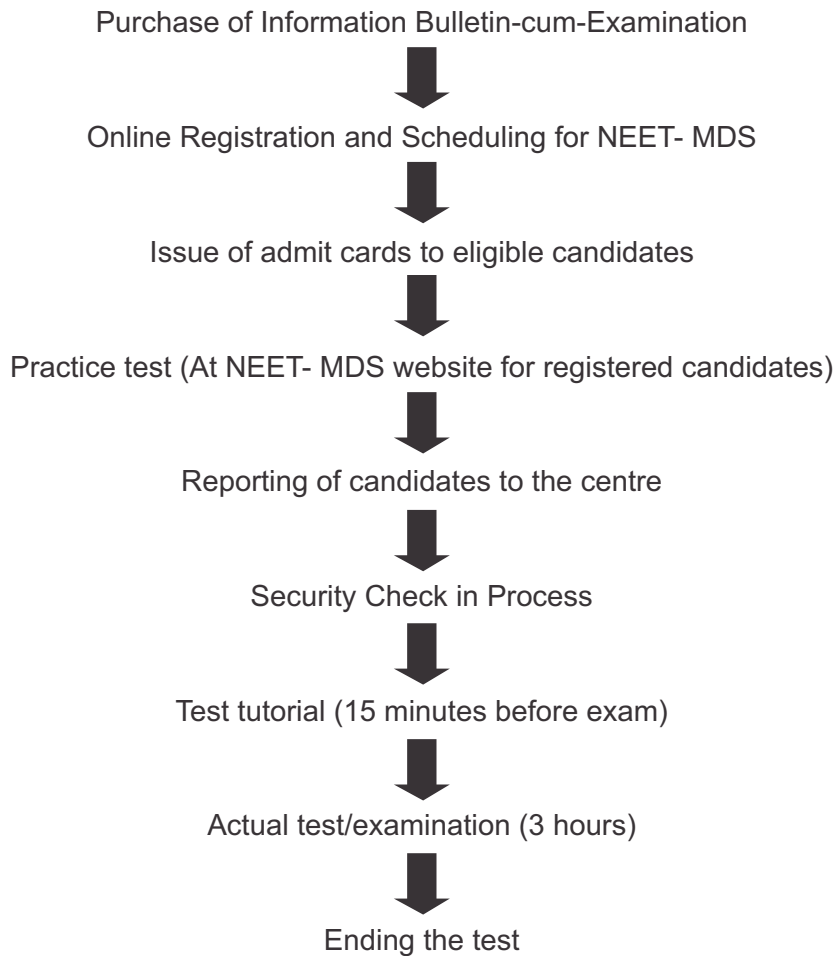 Purchase of Information Bulletin-cum-Examination
Online Registration and Scheduling for NEET- MDS
Issue of admit cards to eligible candidates
Practice test (At NEET- MDS website for registered candidates)
Reporting of candidates to the centre
Security Check in Process
Test tutorial (15 minutes before exam)
Actual test/examination (3 hours)
Ending the test